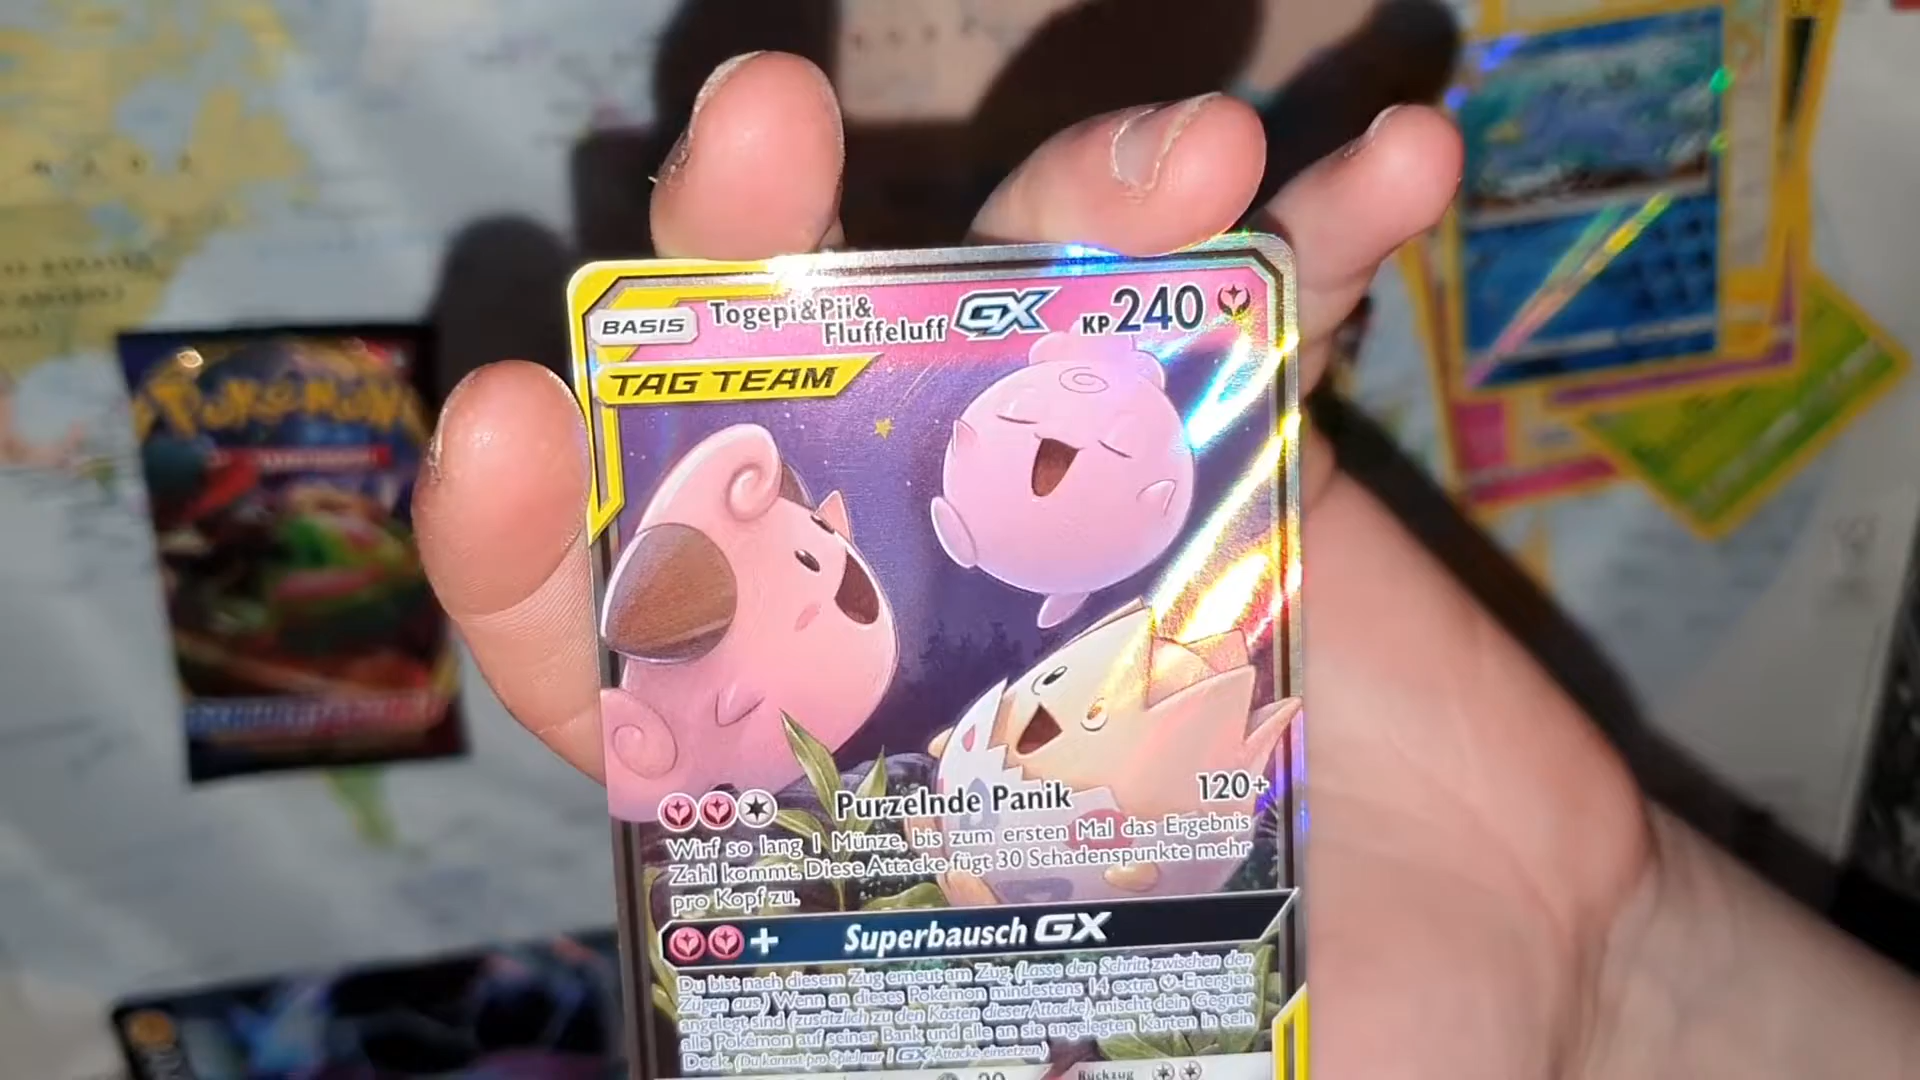 BASIS
Togepi&Pii&
Fluffeluff GX
KP 240
TAG TEAM
Purzelnde Panik 120+
Wirf so lang 1 Münze, bis zum ersten Mal das Ergebnis
Zahl kommt. Diese Attacke fügt 30 Schadenspunkte mehr
pro Kopf zu.
+ Superbausch GX
Du bist nach diesem Zug erneut am Zug. (Lasse den Schritt zwischen den
Zügen aus.) Wenn an dieses Pokémon mindestens 14 extra -Energien
angelegt sind (zusätzlich zu den Kosten dieser Attacke), mischt dein Gegner
alle Pokémon auf seiner Bank und alle an sie angelegten Karten in sein
Deck. (Du kannst pro Spiel nur 1 GX-Attacke einsetzen.)
Rückzug
Pokémon